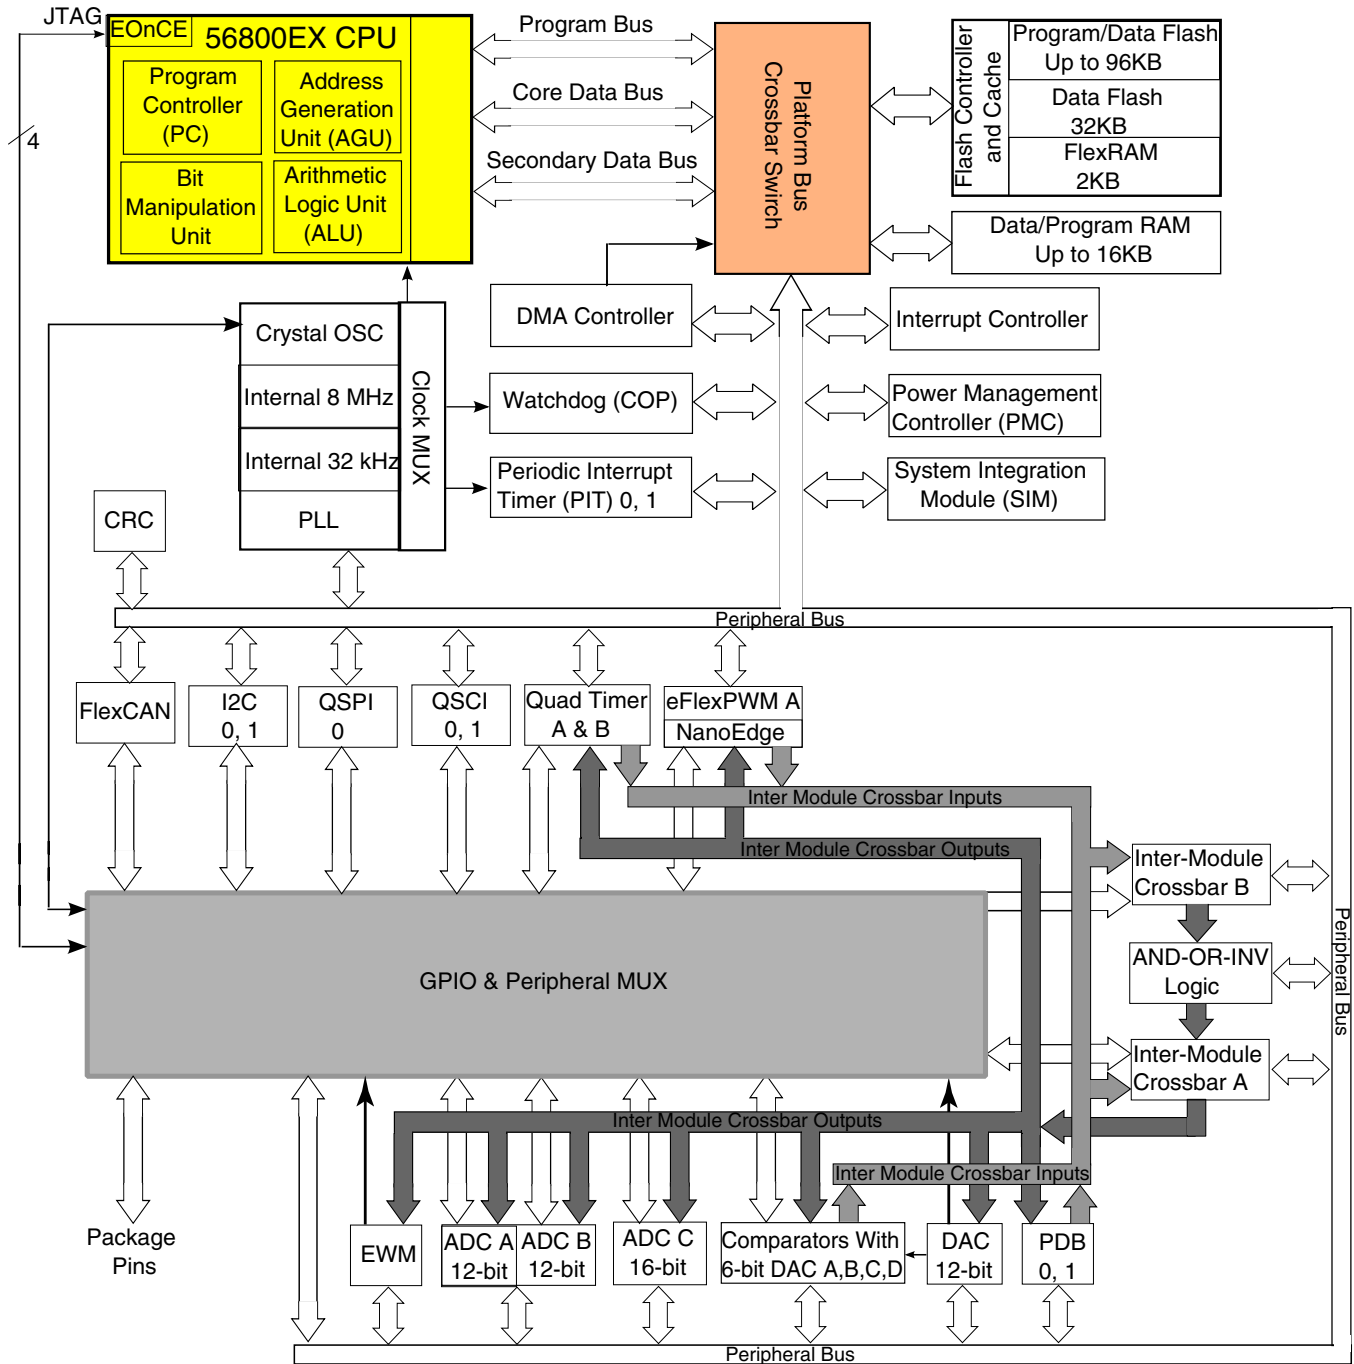 JTAG
4
EOnCE
56800EX CPU
Program
Controller
(PC)
Address
Generation
Unit (AGU)
Bit
Manipulation
Unit
Arithmetic
Logic Unit
(ALU)
Program Bus
Core Data Bus
Secondary Data Bus
Platform Bus
Crossbar Swirch
Flash Controller
and Cache
Program/Data Flash
Up to 96KB
Data Flash
32KB
FlexRAM
2KB
Data/Program RAM
Up to 16KB
Crystal OSC
Internal 8 MHz
Internal 32 kHz
PLL
Clock MUX
DMA Controller
Watchdog (COP)
Periodic Interrupt
Timer (PIT) 0, 1
Interrupt Controller
Power Management
Controller (PMC)
System Integration
Module (SIM)
CRC
Peripheral Bus
FlexCAN
I2C
0, 1
QSPI
0
QSCI
0, 1
Quad Timer
A & B
eFlexPWM A
NanoEdge
Inter Module Crossbar Inputs
Inter Module Crossbar Outputs
Inter-Module
Crossbar B
AND-OR-INV
Logic
Inter-Module
Crossbar A
Peripheral Bus
GPIO & Peripheral MUX
Inter Module Crossbar Outputs
Inter Module Crossbar Inputs
Package
Pins
EWM
ADC A
12-bit
ADC B
12-bit
ADC C
16-bit
Comparators With
6-bit DAC A,B,C,D
DAC
12-bit
PDB
0, 1
Peripheral Bus